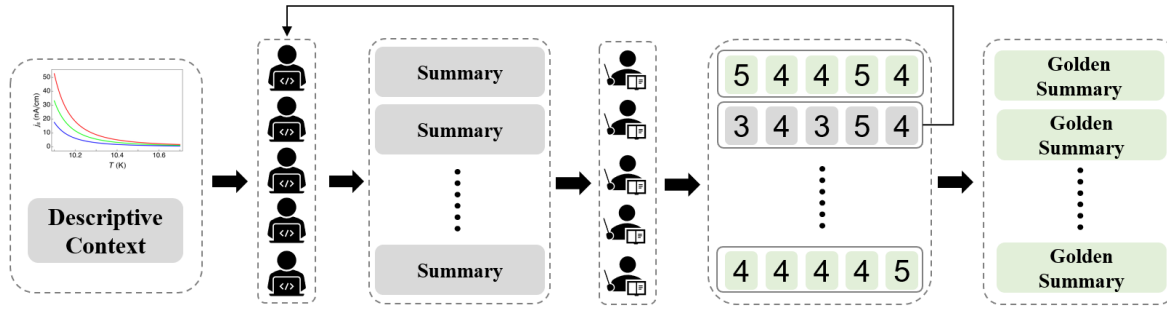 50
40
30
20
10
0
j_s (nA/cm)
10.2 10.4 10.6
T (K)
Descriptive
Context
</>
</>
</>
</>
</>
Summary
Summary
Summary
5 4 4 5 4
3 4 3 5 4
4 4 4 4 5
Golden
Summary
Golden
Summary
Golden
Summary